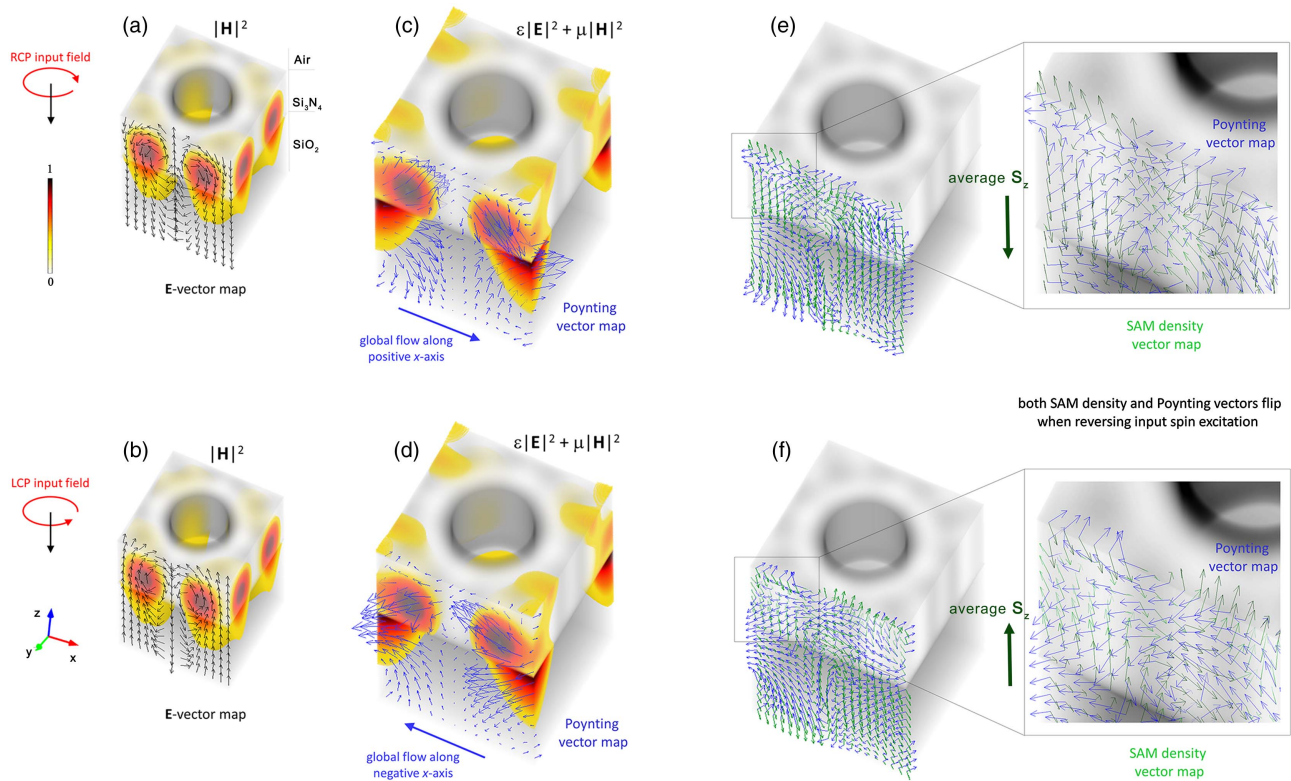 (a)
|H|²
RCP input field
Air
Si₃N₄
SiO₂
1
0
E-vector map
(c)
ε|E|² + μ|H|²
Poynting
vector map
global flow along
positive x-axis
(e)
average Sz
Poynting
vector map
SAM density
vector map
both SAM density and Poynting vectors flip
when reversing input spin excitation
(b)
|H|²
LCP input field
z
y
x
E-vector map
(d)
ε|E|² + μ|H|²
Poynting
vector map
global flow along
negative x-axis
(f)
average Sz
Poynting
vector map
SAM density
vector map